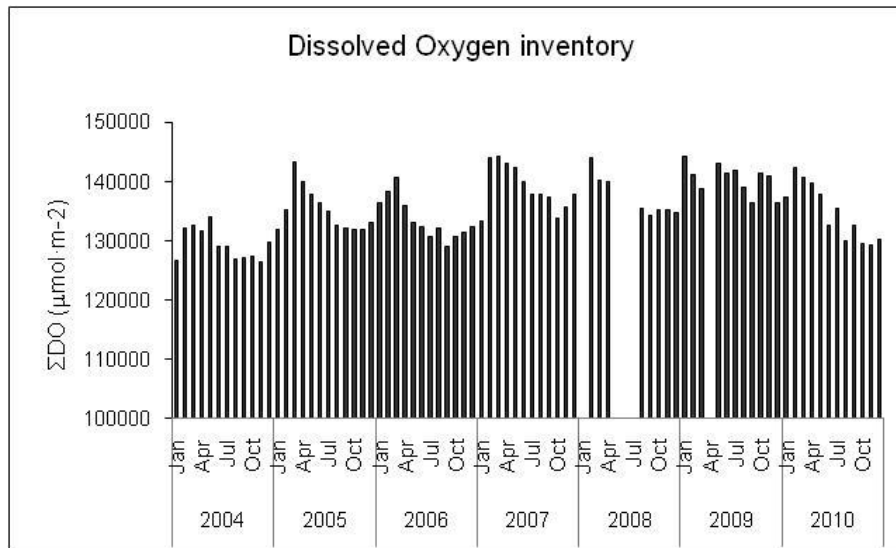 Dissolved Oxygen inventory
ΣDO (µmol·m-2)
150000
140000
130000
120000
110000
100000
Jan Apr Jul Oct Jan Apr Jul Oct Jan Apr Jul Oct Jan Apr Jul Oct Jan Apr Jul Oct Jan Apr Jul Oct Jan Apr Jul Oct
2004 2005 2006 2007 2008 2009 2010